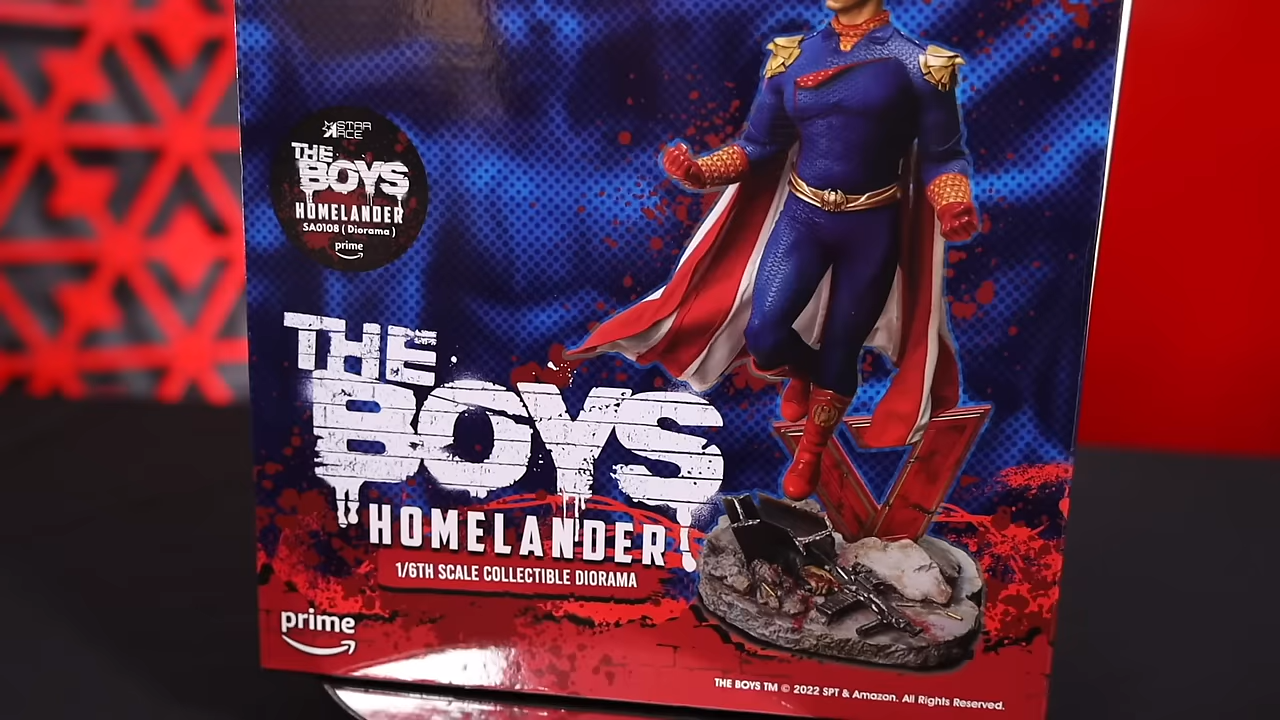 STAR
ACE
THE
BOYS
HOMELANDER
SA0108 ( Diorama )
prime
THE
BOYS
HOMELANDER
1/6TH SCALE COLLECTIBLE DIORAMA
prime
THE BOYS TM © 2022 SPT & Amazon. All Rights Reserved.